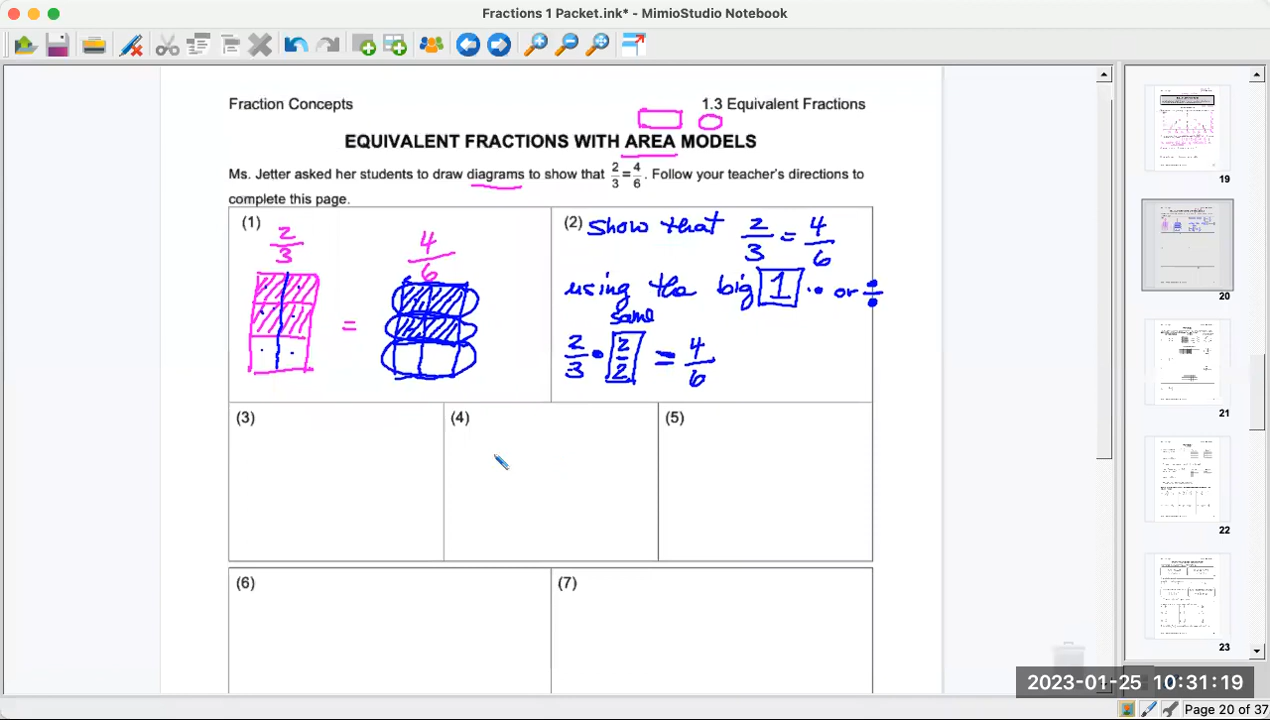 Fractions 1 Packet.ink* - MimioStudio Notebook
Fraction Concepts
1.3 Equivalent Fractions
EQUIVALENT FRACTIONS WITH AREA MODELS
Ms. Jetter asked her students to draw diagrams to show that 2/3 = 4/6. Follow your teacher's directions to
complete this page.
(1)
2/3
4/6
=
(2) Show that 2/3 = 4/6
using the big 1 • or ÷
same
2/3 • 2/2 = 4/6
(3)
(4)
(5)
(6)
(7)
19
20
21
22
23
2023-01-25 10:31:19
Page 20 of 37